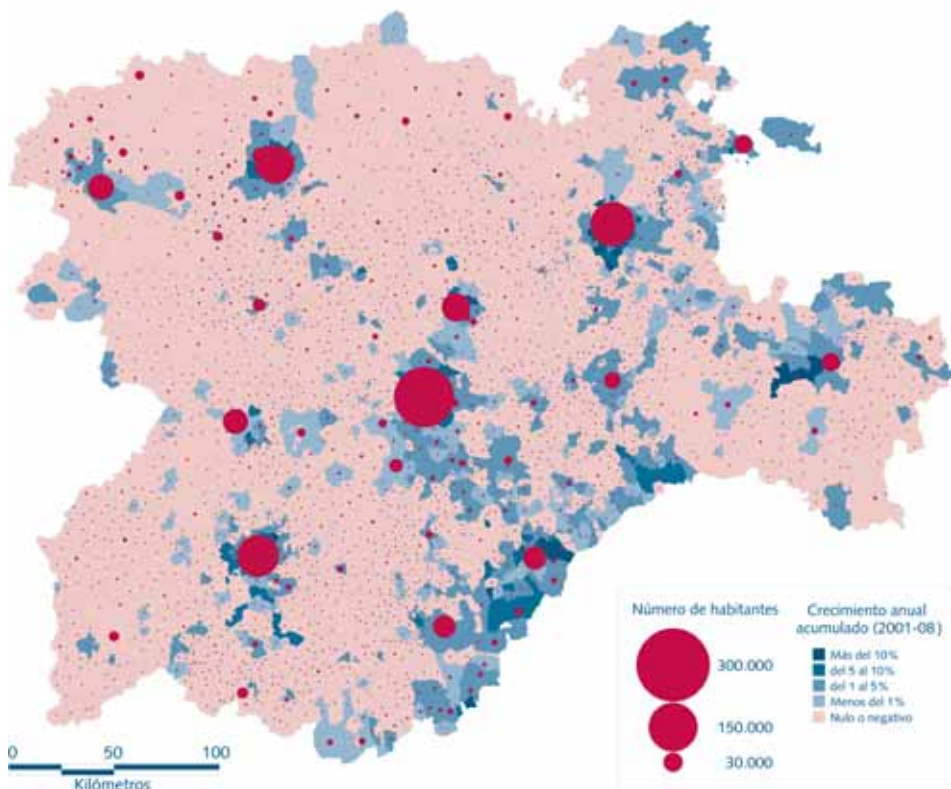 0 50 100
Kilómetros
Número de habitantes
300.000
150.000
30.000
Crecimiento anual
acumulado (2001-08)
Más del 10%
del 5 al 10%
del 1 al 5%
Menos del 1%
Nulo o negativo